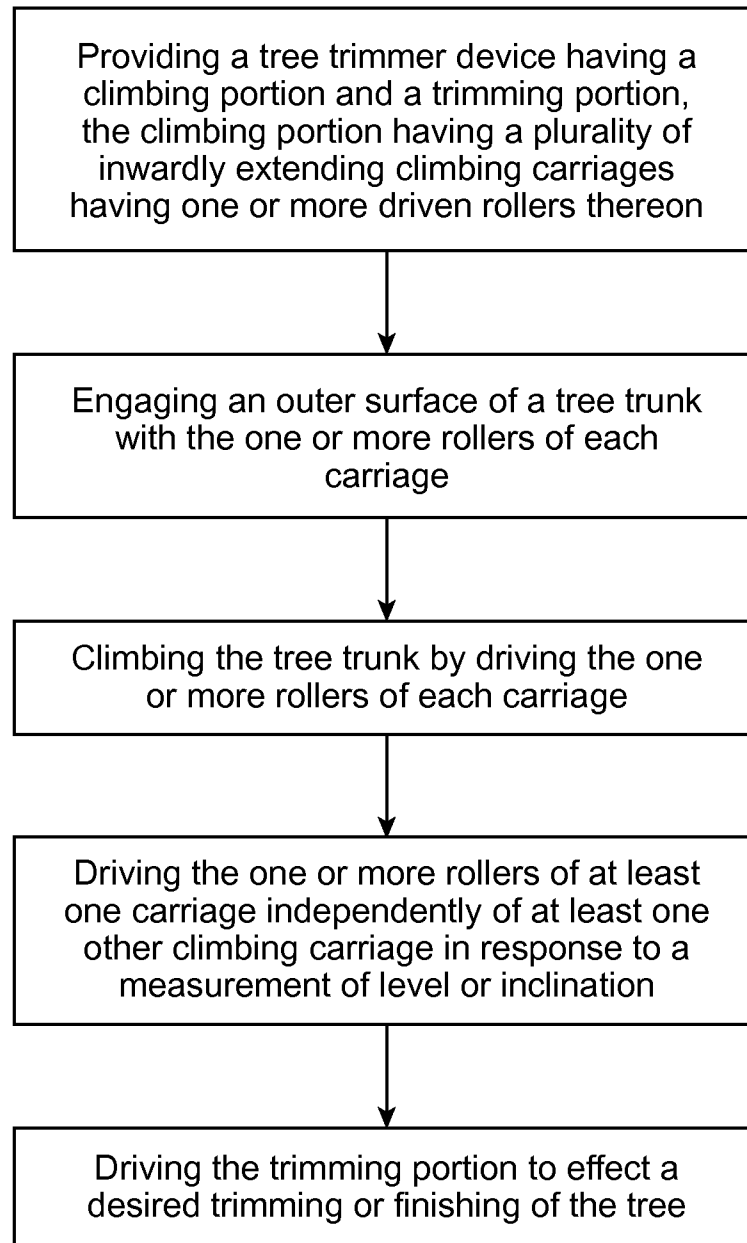 Providing a tree trimmer device having a
climbing portion and a trimming portion,
the climbing portion having a plurality of
inwardly extending climbing carriages
having one or more driven rollers thereon
Engaging an outer surface of a tree trunk
with the one or more rollers of each
carriage
Climbing the tree trunk by driving the one
or more rollers of each carriage
Driving the one or more rollers of at least
one carriage independently of at least one
other climbing carriage in response to a
measurement of level or inclination
Driving the trimming portion to effect a
desired trimming or finishing of the tree